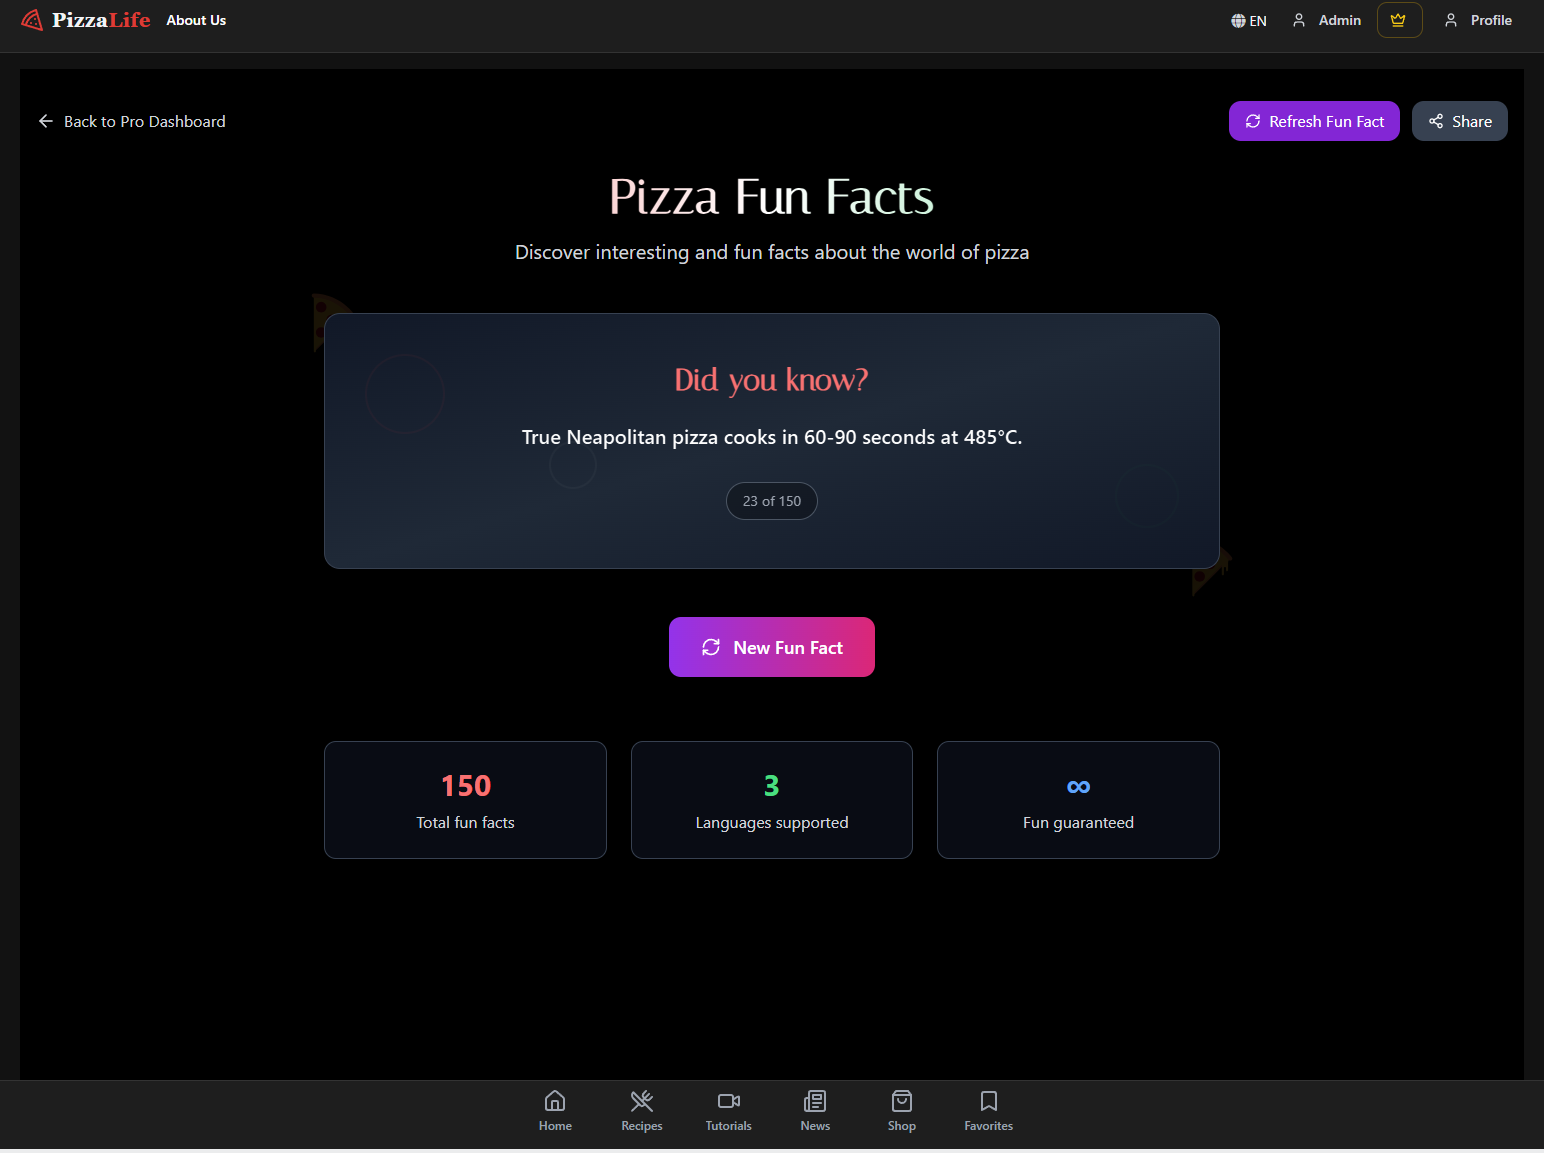 PizzaLife About Us EN Admin Profile
Back to Pro Dashboard Refresh Fun Fact Share
Pizza Fun Facts
Discover interesting and fun facts about the world of pizza
Did you know?
True Neapolitan pizza cooks in 60-90 seconds at 485°C.
23 of 150
New Fun Fact
150 3 ∞
Total fun facts Languages supported Fun guaranteed
Home Recipes Tutorials News Shop Favorites